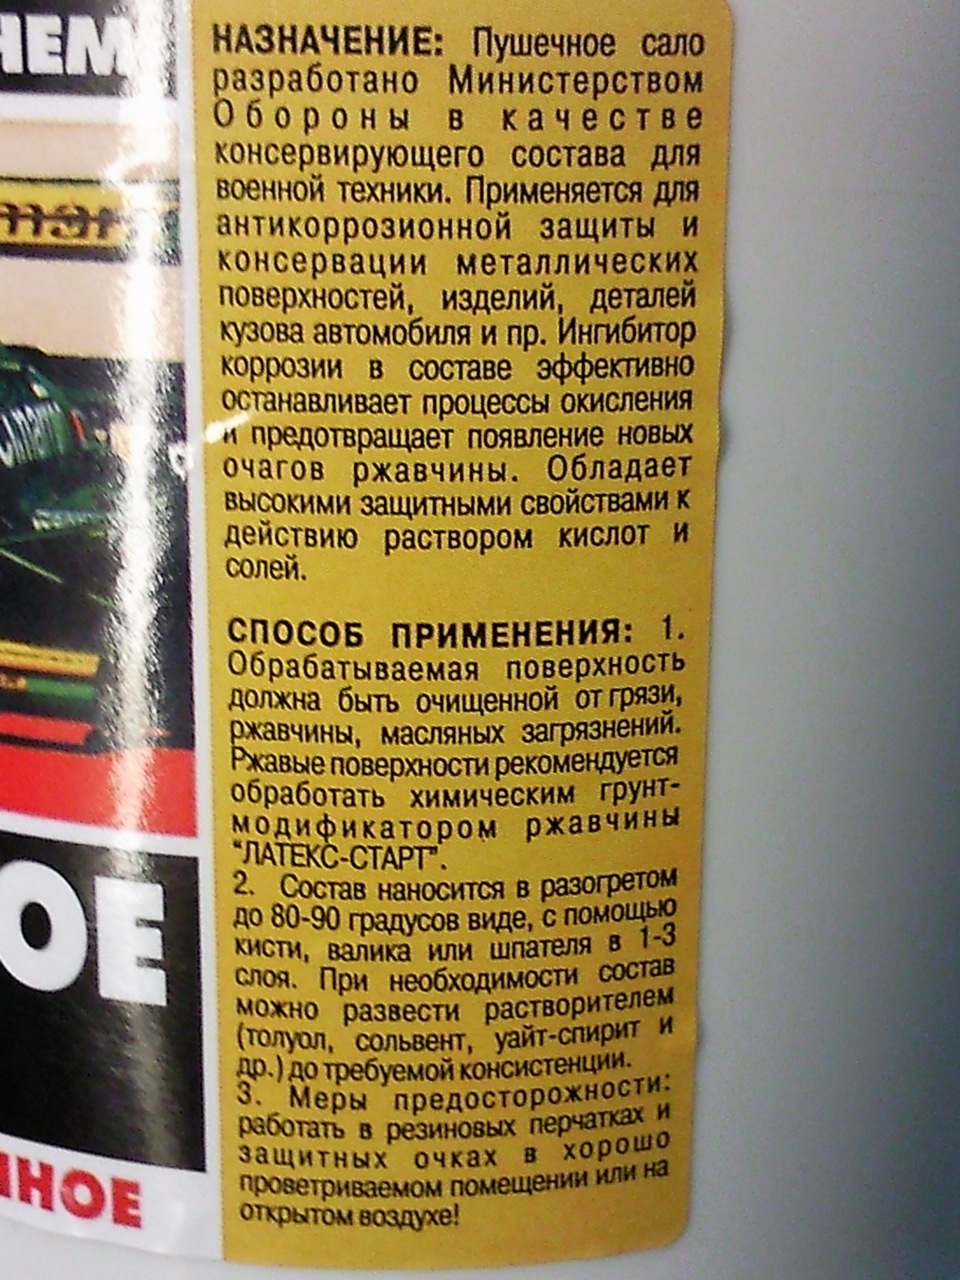 НАЗНАЧЕНИЕ: Пушечное сало
разработано Министерством
Обороны в качестве
консервирующего состава для
военной техники. Применяется для
антикоррозионной защиты и
консервации металлических
поверхностей, изделий, деталей
кузова автомобиля и пр. Ингибитор
коррозии в составе эффективно
останавливает процессы окисления
и предотвращает появление новых
очагов ржавчины. Обладает
высокими защитными свойствами к
действию раствором кислот и
солей.
СПОСОБ ПРИМЕНЕНИЯ: 1.
Обрабатываемая поверхность
должна быть очищенной от грязи,
ржавчины, масляных загрязнений.
Ржавые поверхности рекомендуется
обработать химическим грунт-
модификатором ржавчины
"ЛАТЕКС-СТАРТ".
2. Состав наносится в разогретом
до 80-90 градусов виде, с помощью
кисти, валика или шпателя в 1-3
слоя. При необходимости состав
можно развести растворителем
(толуол, сольвент, уайт-спирит и
др.) до требуемой консистенции.
3. Меры предосторожности:
работать в резиновых перчатках и
защитных очках в хорошо
проветриваемом помещении или на
открытом воздухе!
ОЕ
ННОЕ